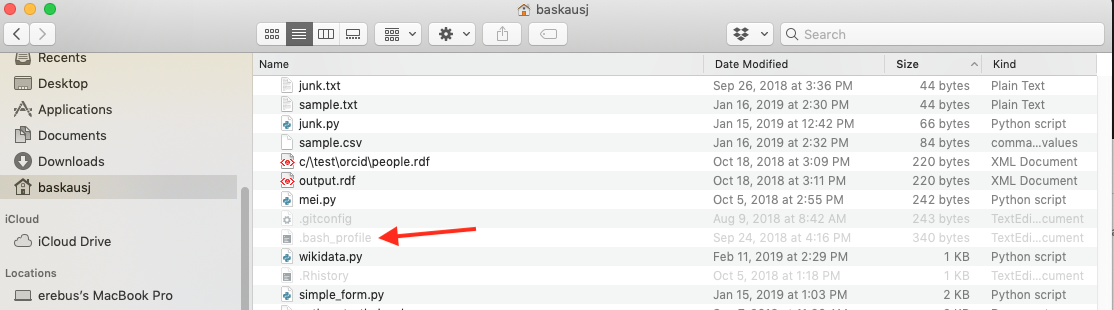 baskausj
Search
Recents
Desktop
Applications
Documents
Downloads
baskausj
iCloud
iCloud Drive
Locations
erebus's MacBook Pro
Name Date Modified Size Kind
junk.txt Sep 26, 2018 at 3:36 PM 44 bytes Plain Text
sample.txt Jan 16, 2019 at 2:30 PM 44 bytes Plain Text
junk.py Jan 15, 2019 at 12:42 PM 66 bytes Python script
sample.csv Jan 16, 2019 at 2:32 PM 84 bytes comma...values
c/\test\orcid\people.rdf Oct 18, 2018 at 3:09 PM 220 bytes XML Document
output.rdf Oct 18, 2018 at 3:11 PM 220 bytes XML Document
mei.py Oct 5, 2018 at 2:55 PM 242 bytes Python script
.gitconfig Aug 9, 2018 at 8:42 AM 243 bytes TextEdi...cument
.bash_profile Sep 24, 2018 at 4:16 PM 340 bytes TextEdi...cument
wikidata.py Feb 11, 2019 at 2:29 PM 1 KB Python script
.Rhistory Oct 5, 2018 at 1:18 PM 1 KB TextEdi...cument
simple_form.py Jan 15, 2019 at 1:03 PM 2 KB Python script